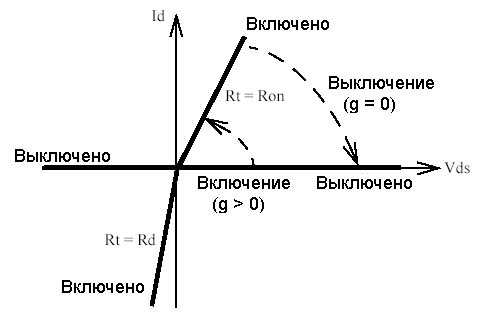 Id
Включено
Выключение
(g = 0)
Rt = Ron
Выключено
Vds
Включение
(g > 0)
Выключено
Rt = Rd
Включено